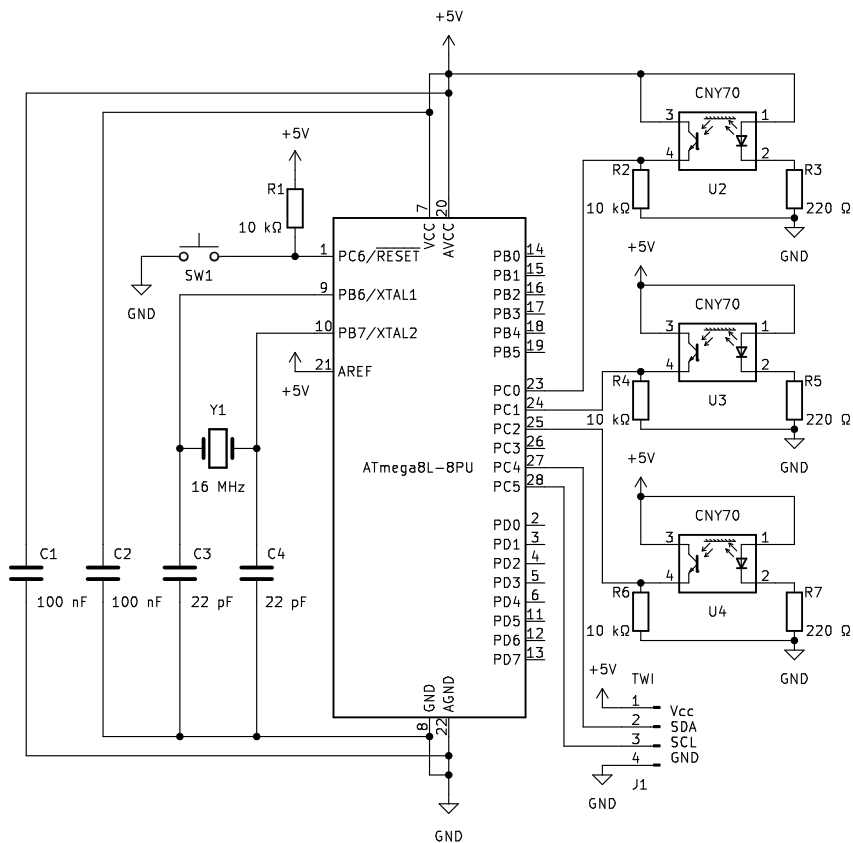 +5V
CNY70
3
1
4
2
R2
R3
U2
10 kΩ
220 Ω
GND
+5V
R1
10 kΩ
7
20
VCC
AVCC
SW1
GND
1
PC6/RESET
9
PB6/XTAL1
10
PB7/XTAL2
21
AREF
+5V
PB0
14
PB1
15
PB2
16
PB3
17
PB4
18
PB5
19
PC0
23
PC1
24
PC2
25
PC3
26
PC4
27
PC5
28
PD0
2
PD1
3
PD2
4
PD3
5
PD4
6
PD5
11
PD6
12
PD7
13
ATmega8L-8PU
GND
AGND
8
22
GND
Y1
16 MHz
C1
100 nF
C2
100 nF
C3
22 pF
C4
22 pF
+5V
CNY70
3
1
4
2
R4
R5
U3
10 kΩ
220 Ω
GND
+5V
CNY70
3
1
4
2
R6
R7
U4
10 kΩ
220 Ω
GND
+5V
TWI
1
Vcc
2
SDA
3
SCL
4
GND
J1
GND